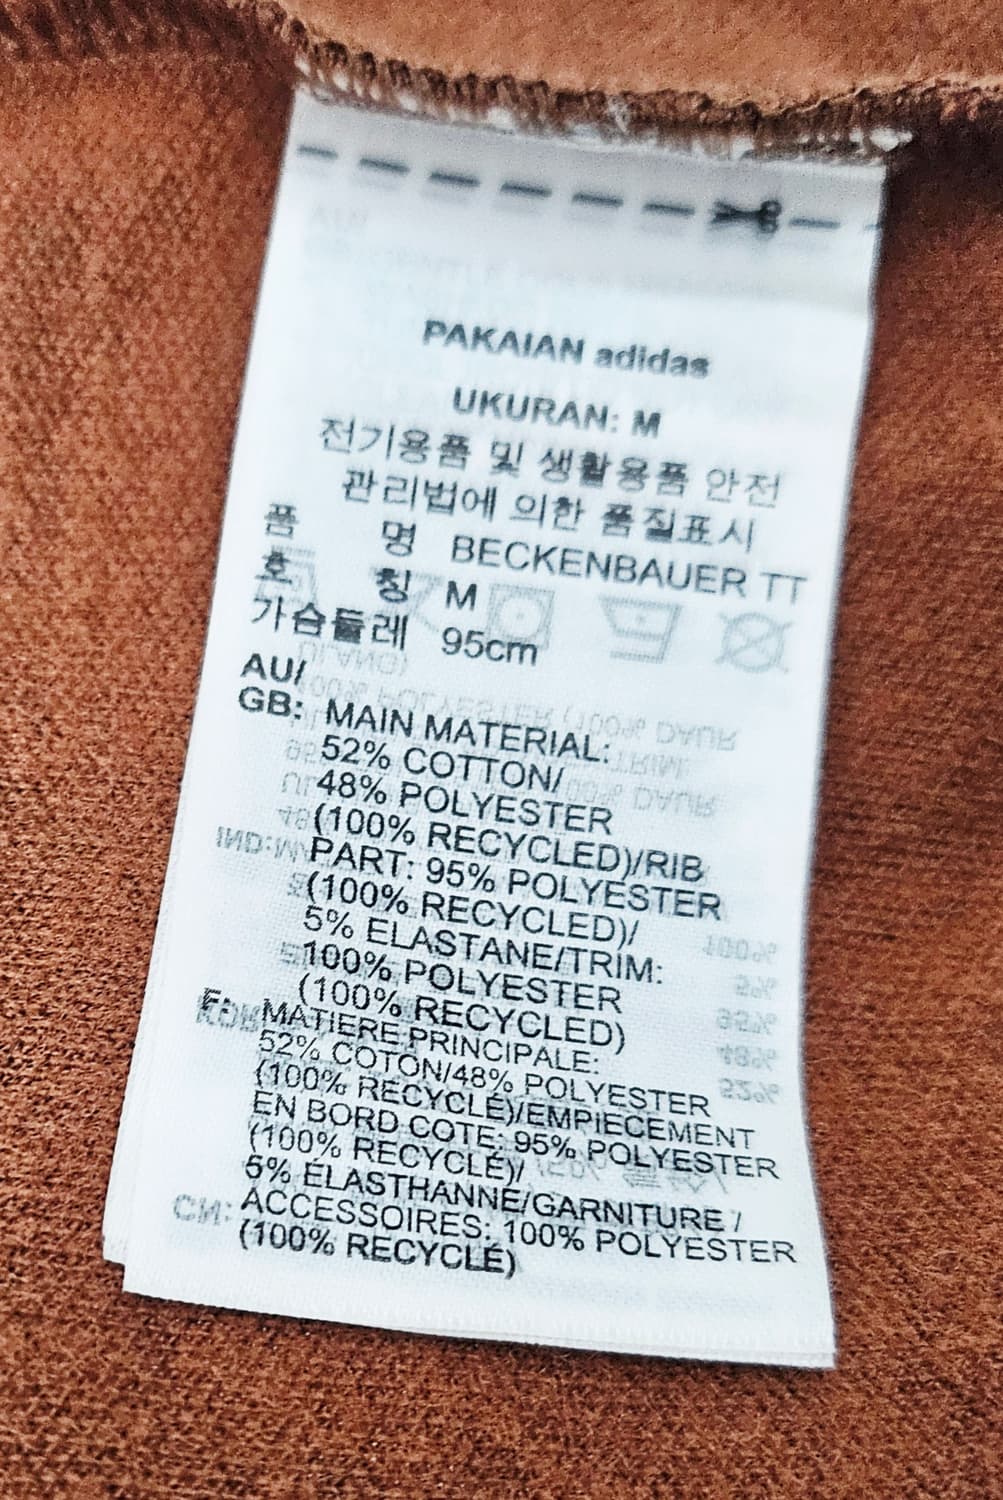 PAKAIAN adidas
UKURAN: M
전기용품 및 생활용품 안전
관리법에 의한 품질표시
품 명 BECKENBAUER TT
호 칭 M
가슴둘레 95cm
AU/
GB: MAIN MATERIAL:
52% COTTON/
48% POLYESTER
(100% RECYCLED)/RIB
PART: 95% POLYESTER
(100% RECYCLED)/
5% ELASTANE/TRIM:
100% POLYESTER
(100% RECYCLED)
F: MATIERE PRINCIPALE:
52% COTON/48% POLYESTER
(100% RECYCLÉ)/EMPIECEMENT
EN BORD COTE: 95% POLYESTER
(100% RECYCLÉ)/
5% ÉLASTHANNE/GARNITURE /
ACCESSOIRES: 100% POLYESTER
(100% RECYCLÉ)